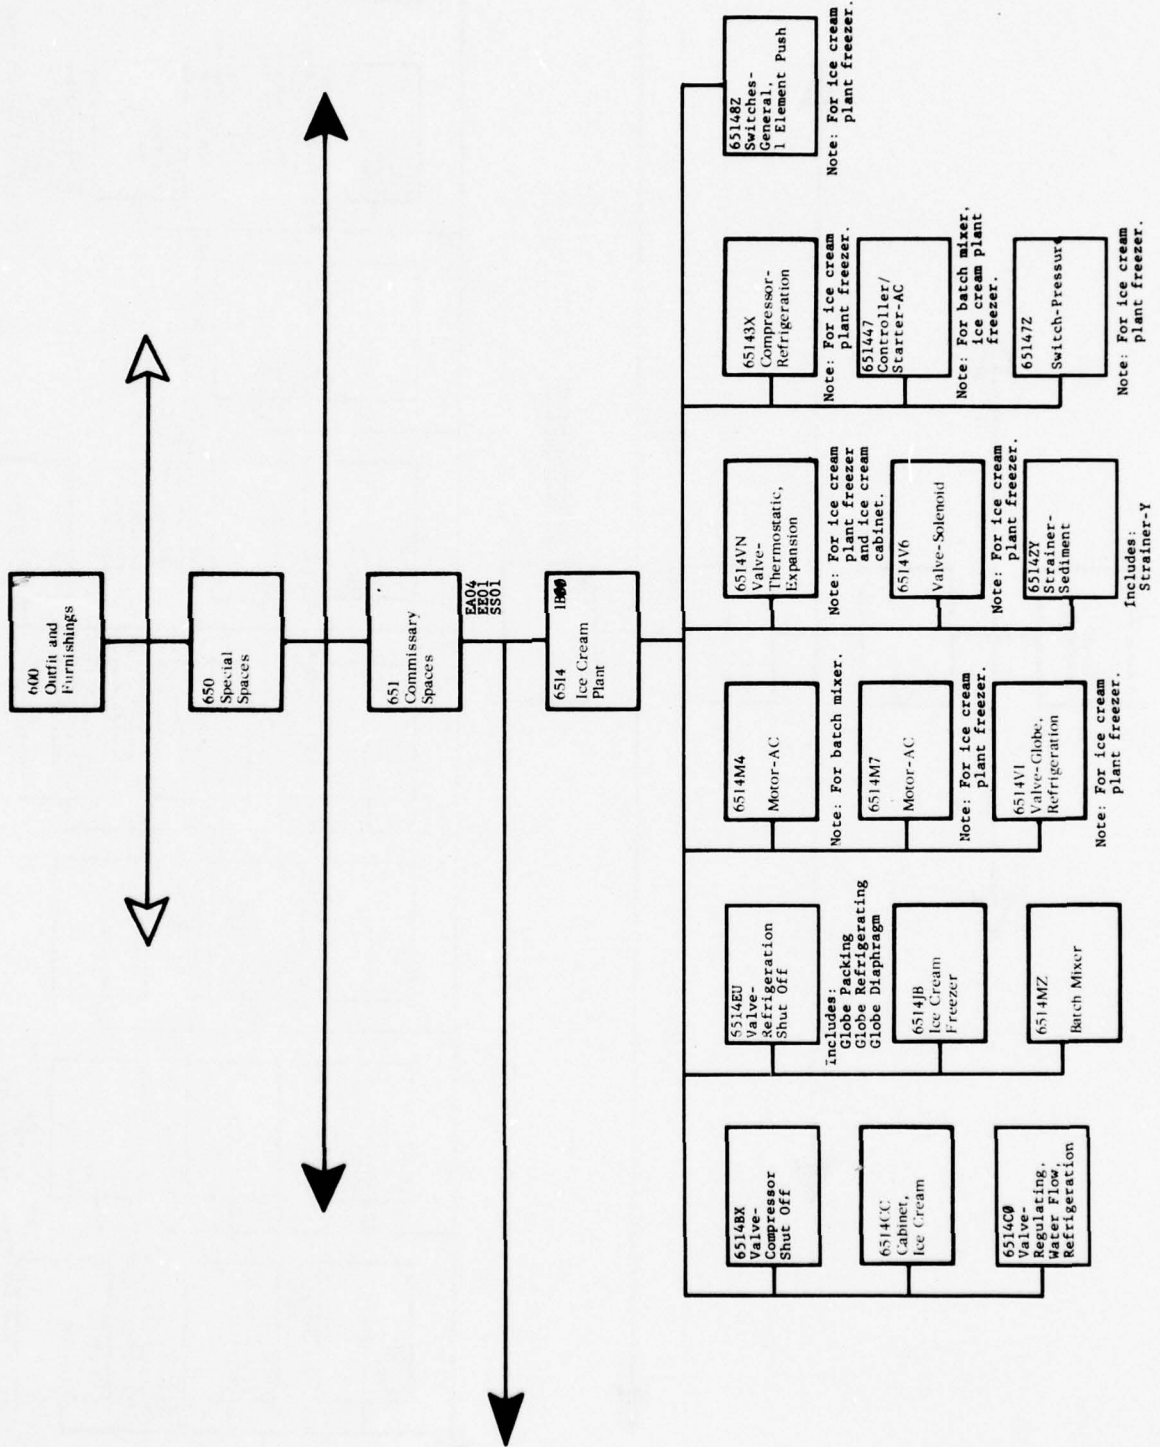 600
Outfit and
Furnishings
650
Special
Spaces
651
Commissary
Spaces
EA04
EE01
SS01
6514
Ice Cream
Plant
6514BX
Valve-
Compressor
Shut Off
6514CC
Cabinet,
Ice Cream
6514CØ
Valve-
Regulating,
Water Flow,
Refrigeration
6514EU
Valve-
Refrigeration
Shut Off
Includes:
Globe Packing
Globe Refrigerating
Globe Diaphragm
6514JB
Ice Cream
Freezer
6514MZ
Batch Mixer
6514M4
Motor-AC
Note: For batch mixer.
6514M7
Motor-AC
Note: For ice cream
plant freezer.
6514V1
Valve-Globe,
Refrigeration
Note: For ice cream
plant freezer.
6514VN
Valve-
Thermostatic,
Expansion
Note: For ice cream
plant freezer
and ice cream
cabinet.
6514V6
Valve-Solenoid
Note: For ice cream
plant freezer.
6514ZY
Strainer-
Sediment
Includes:
Strainer-Y
65143X
Compressor-
Refrigeration
Note: For ice cream
plant freezer.
651447
Controller/
Starter-AC
Note: For batch mixer,
ice cream plant
freezer.
65147Z
Switch-Pressure
Note: For ice cream
plant freezer.
65148Z
Switches-
General,
1 Element Push
Note: For ice cream
plant freezer.